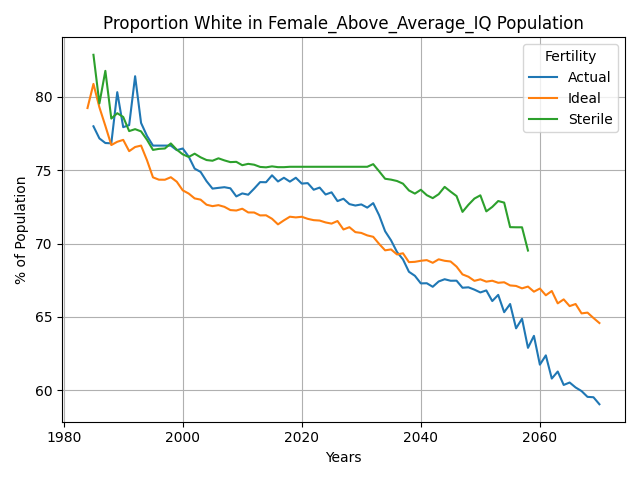 Proportion White in Female_Above_Average_IQ Population
Fertility
Actual
Ideal
Sterile
% of Population
80
75
70
65
60
1980
2000
2020
2040
2060
Years